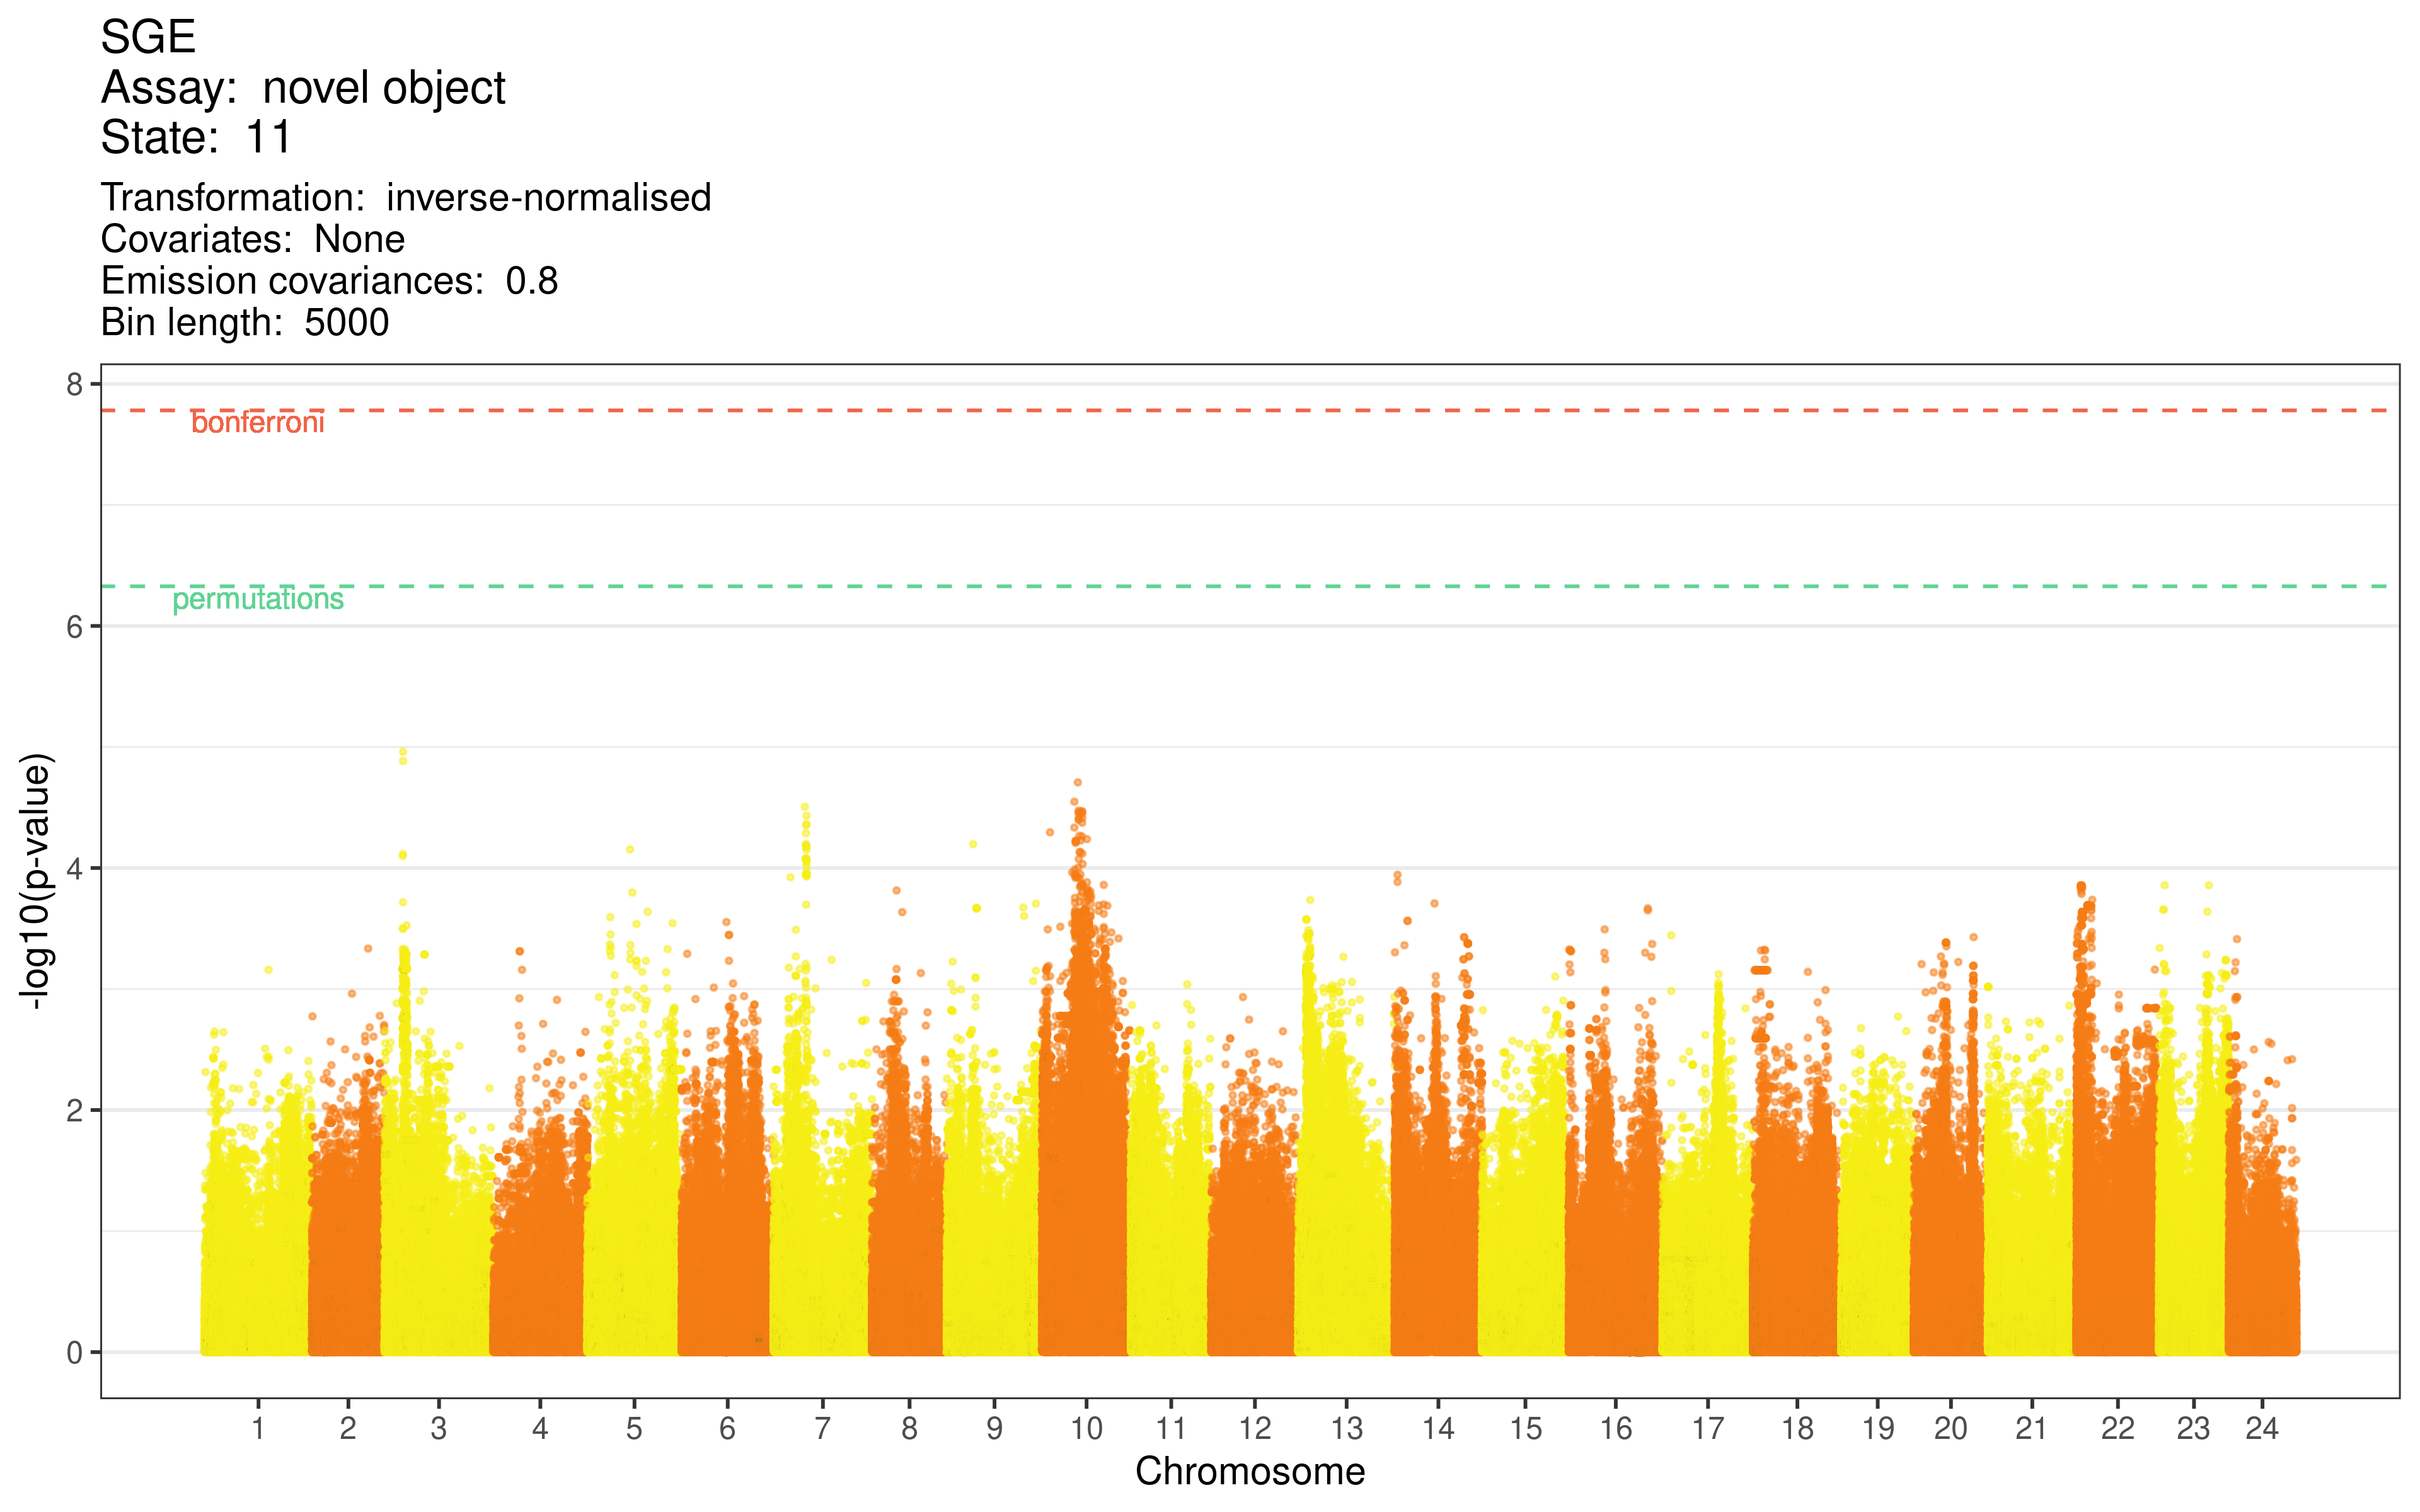 SGE
Assay:  novel object
State:  11
Transformation:  inverse-normalised
Covariates:  None
Emission covariances:  0.8
Bin length:  5000
8
bonferroni
permutations
6
4
2
0
-log10(p-value)
1 2 3 4 5 6 7 8 9 10 11 12 13 14 15 16 17 18 19 20 21 22 23 24
Chromosome